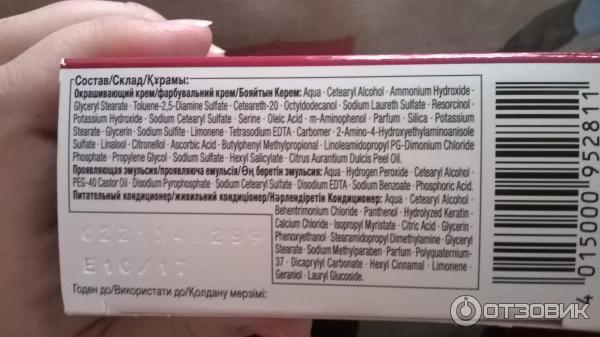 Состав/Склад/Құрамы:
Окрашивающий крем/фарбувальний крем/Бояйтын Керем: Aqua · Cetearyl Alcohol · Ammonium Hydroxide ·
Glyceryl Stearate · Toluene-2,5-Diamine Sulfate · Ceteareth-20 · Octyldodecanol · Sodium Laureth Sulfate · Resorcinol ·
Potassium Hydroxide · Sodium Cetearyl Sulfate · Serine · Oleic Acid · m-Aminophenol · Parfum · Silica · Potassium
Stearate · Glycerin · Sodium Sulfite · Limonene · Tetrasodium EDTA · Carbomer · 2-Amino-4-Hydroxyethylaminoanisole
Sulfate · Linalool · Citronellol · Ascorbic Acid · Butylphenyl Methylpropional · Linoleamidopropyl PG-Dimonium Chloride
Phosphate · Propylene Glycol · Sodium Sulfate · Hexyl Salicylate · Citrus Aurantium Dulcis Peel Oil.
Проявляющая эмульсия/проявляюча емульсія/Өң беретін эмульсия: Aqua · Hydrogen Peroxide · Cetearyl Alcohol ·
PEG-40 Castor Oil · Disodium Pyrophosphate · Sodium Cetearyl Sulfate · Disodium EDTA · Sodium Benzoate · Phosphoric Acid.
Питательный кондиционер/живильний кондиціонер/Нәрлендіретін Кондиционер: Aqua · Cetearyl Alcohol ·
Behentrimonium Chloride · Panthenol · Hydrolyzed Keratin ·
Calcium Chloride · Isopropyl Myristate · Citric Acid · Glycerin ·
Phenoxyethanol · Stearamidopropyl Dimethylamine · Glyceryl
Stearate · Sodium Methylparaben · Parfum · Polyquaternium-
37 · Dicaprylyl Carbonate · Hexyl Cinnamal · Limonene ·
Geraniol · Lauryl Glucoside.
E10/17
Годен до/Використати до/Қолдану мерзімі:
4 015000 952811
ОТЗОВИК